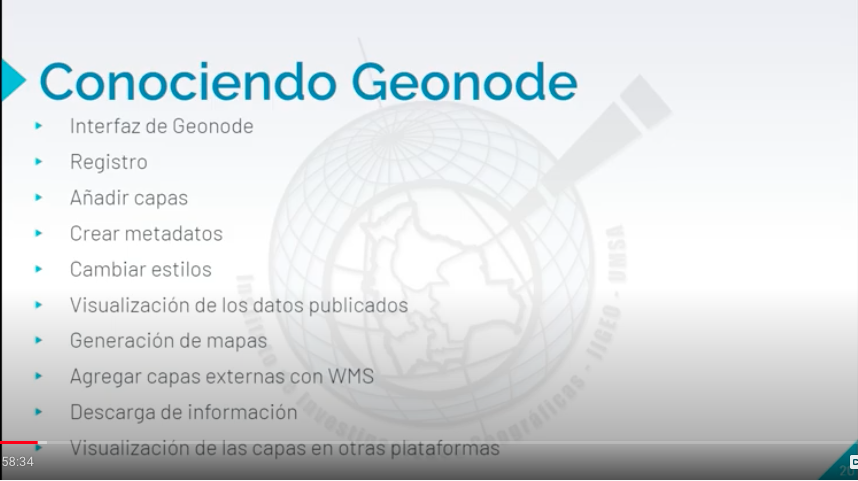 Conociendo Geonode
Interfaz de Geonode
Registro
Añadir capas
Crear metadatos
Cambiar estilos
Visualización de los datos publicados
Generación de mapas
Agregar capas externas con WMS
Descarga de información
Visualización de las capas en otras plataformas
Instituto de Investigaciones Geográficas - IIGEO - UMSA
58:34